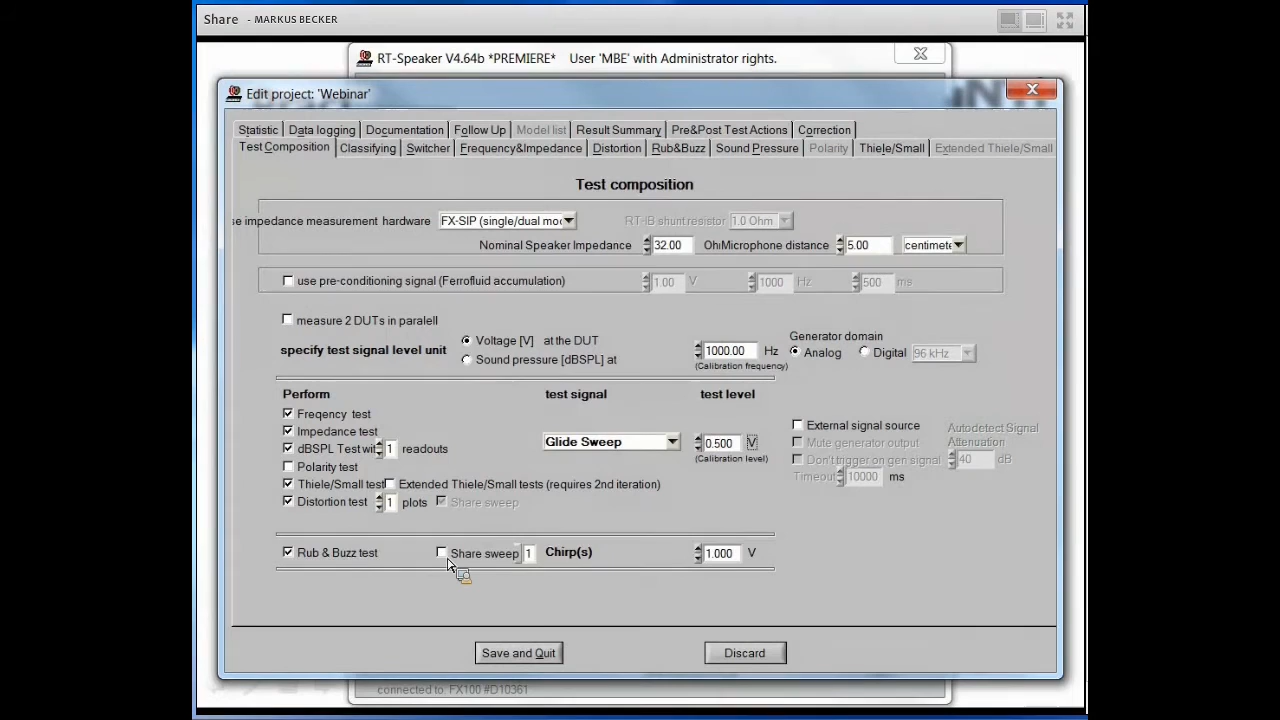 Share - MARKUS BECKER
RT-Speaker V4.64b *PREMIERE* User 'MBE' with Administrator rights.
Edit project: 'Webinar'
Statistic Data logging Documentation Follow Up Model list Result Summary Pre&Post Test Actions Correction
Test Composition Classifying Switcher Frequency&Impedance Distortion Rub&Buzz Sound Pressure Polarity Thiele/Small Extended Thiele/Small
Test composition
se impedance measurement hardware FX-SIP (single/dual mo RT-IB shunt resistor 1.0 Ohm
Nominal Speaker Impedance 32.00 Ohı Microphone distance 5.00 centimete
use pre-conditioning signal (Ferrofluid accumulation) 1.00 V 1000 Hz 500 ms
measure 2 DUTs in paralell
specify test signal level unit
Voltage [V] at the DUT
Sound pressure [dBSPL] at
1000.00 Hz
(Calibration frequency)
Generator domain
Analog Digital 96 kHz
Perform test signal test level
Freqency test
Impedance test
dBSPL Test wit 1 readouts
Polarity test
Thiele/Small test Extended Thiele/Small tests (requires 2nd iteration)
Distortion test 1 plots Share sweep
Glide Sweep
0.500 V
(Calibration level)
External signal source
Mute generator output
Don't trigger on gen signal
Timeout 10000 ms
Autodetect Signal
Attenuation
40 dB
Rub & Buzz test Share sweep 1 Chirp(s) 1.000 V
Save and Quit Discard
connected to: FX100 #D10361